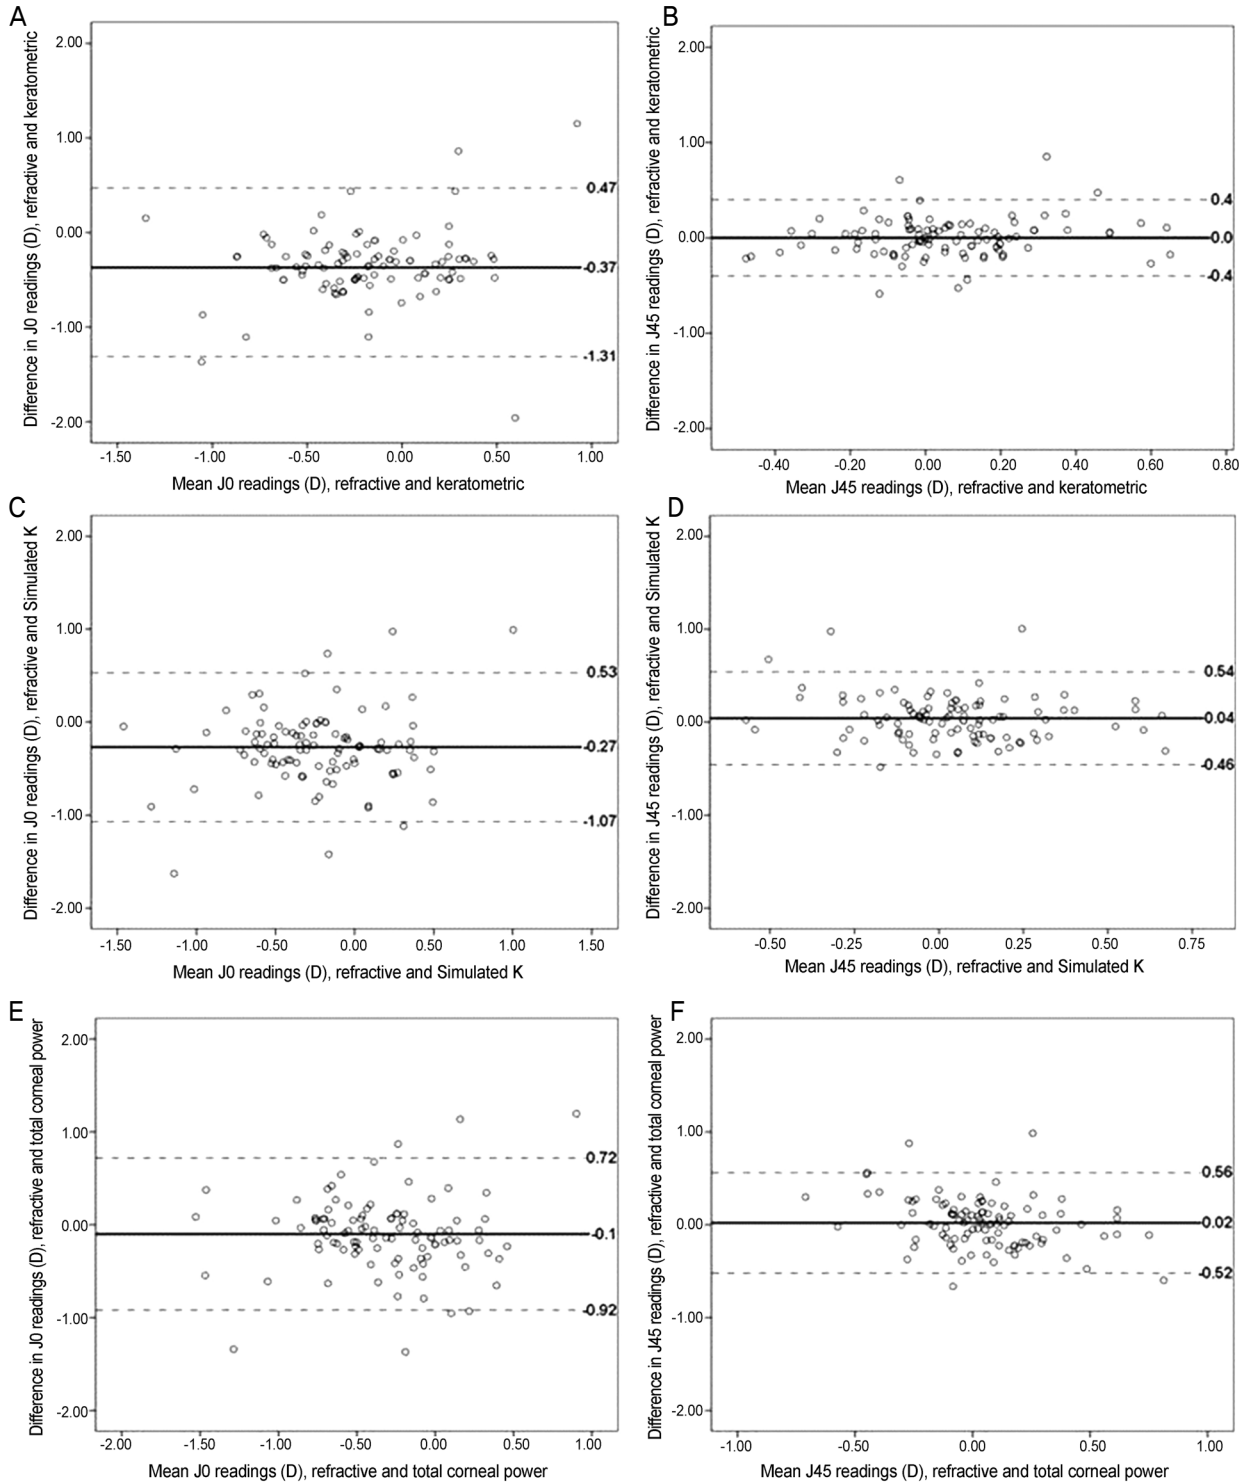 A
Difference in J0 readings (D), refractive and keratometric
2.00
1.00
0.00
-1.00
-2.00
0.47
-0.37
-1.31
-1.50 -1.00 -0.50 0.00 0.50 1.00
Mean J0 readings (D), refractive and keratometric
B
Difference in J45 readings (D), refractive and keratometric
2.00
1.00
0.00
-1.00
-2.00
0.4
0.0
-0.4
-0.40 -0.20 0.00 0.20 0.40 0.60 0.80
Mean J45 readings (D), refractive and keratometric
C
Difference in J0 readings (D), refractive and Simulated K
2.00
1.00
0.00
-1.00
-2.00
0.53
-0.27
-1.07
-1.50 -1.00 -0.50 0.00 0.50 1.00 1.50
Mean J0 readings (D), refractive and Simulated K
D
Difference in J45 readings (D), refractive and Simulated K
2.00
1.00
0.00
-1.00
-2.00
0.54
0.04
-0.46
-0.50 -0.25 0.00 0.25 0.50 0.75
Mean J45 readings (D), refractive and Simulated K
E
Difference in J0 readings (D), refractive and total corneal power
2.00
1.00
0.00
-1.00
-2.00
0.72
-0.1
-0.92
-2.00 -1.50 -1.00 -0.50 0.00 0.50 1.00
Mean J0 readings (D), refractive and total corneal power
F
Difference in J45 readings (D), refractive and total corneal power
2.00
1.00
0.00
-1.00
-2.00
0.56
0.02
-0.52
-1.00 -0.50 0.00 0.50 1.00
Mean J45 readings (D), refractive and total corneal power